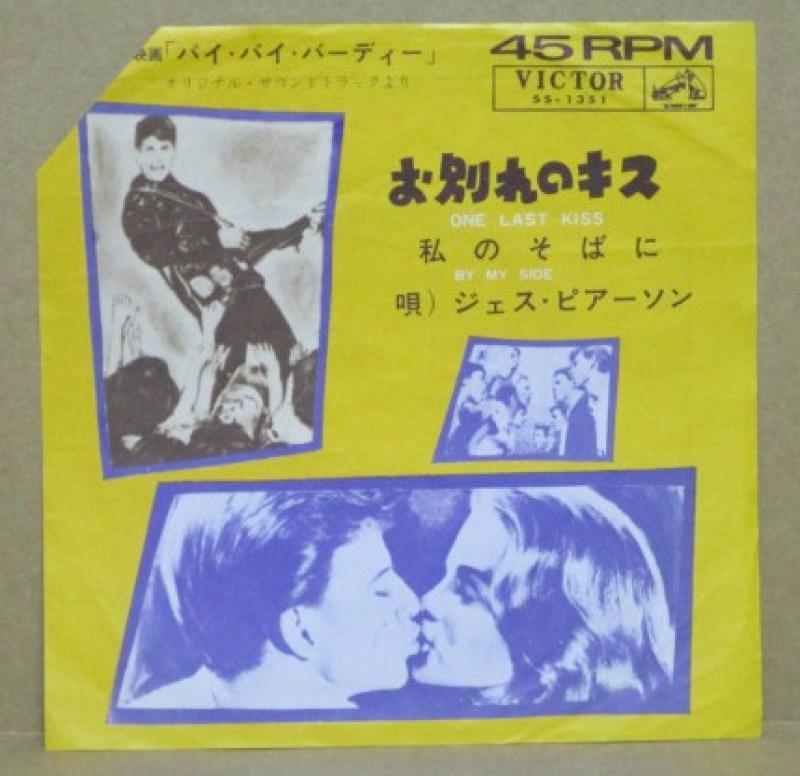 映画「バイ・バイ・バーディー」
オリジナル・サウンドトラックより
45 RPM
VICTOR
SS-1351
お別れのキス
ONE LAST KISS
私のそばに
BY MY SIDE
唄）ジェス・ピアーソン